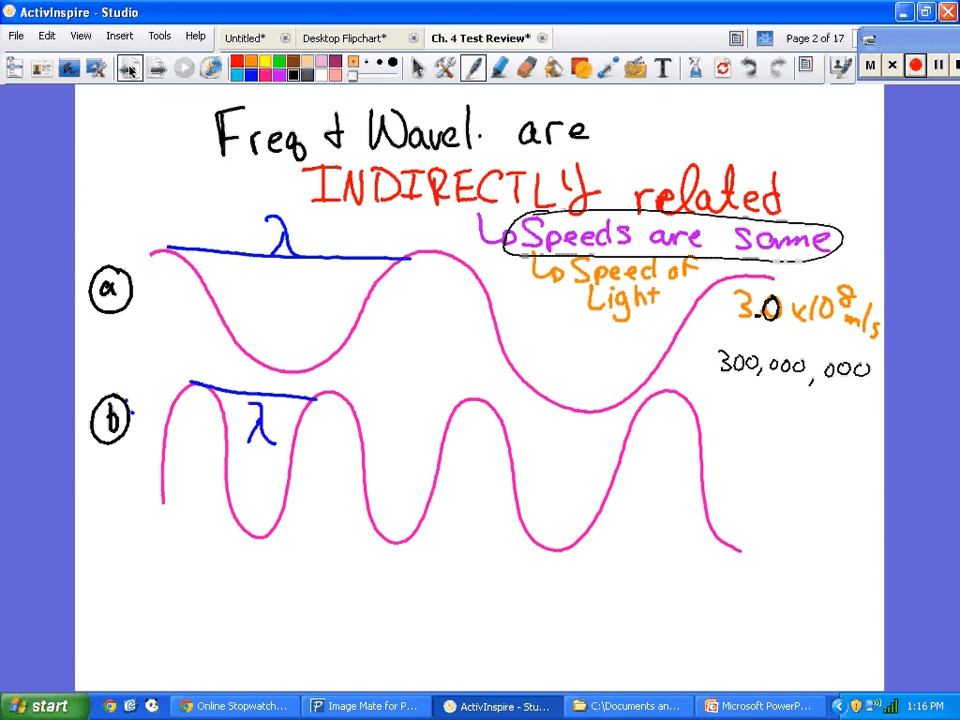 ActivInspire - Studio
File Edit View Insert Tools Help
Untitled* Desktop Flipchart* Ch. 4 Test Review* Page 2 of 17
M
T
Freq + Wavel. are
INDIRECTLY related
Speeds are same
λ
Speed of
Light
a
3.0 x10⁸ m/s
300,000,000
b
λ
start Online Stopwatch... Image Mate for P... ActivInspire - Stu... C:\Documents an... Microsoft PowerP... 1:16 PM